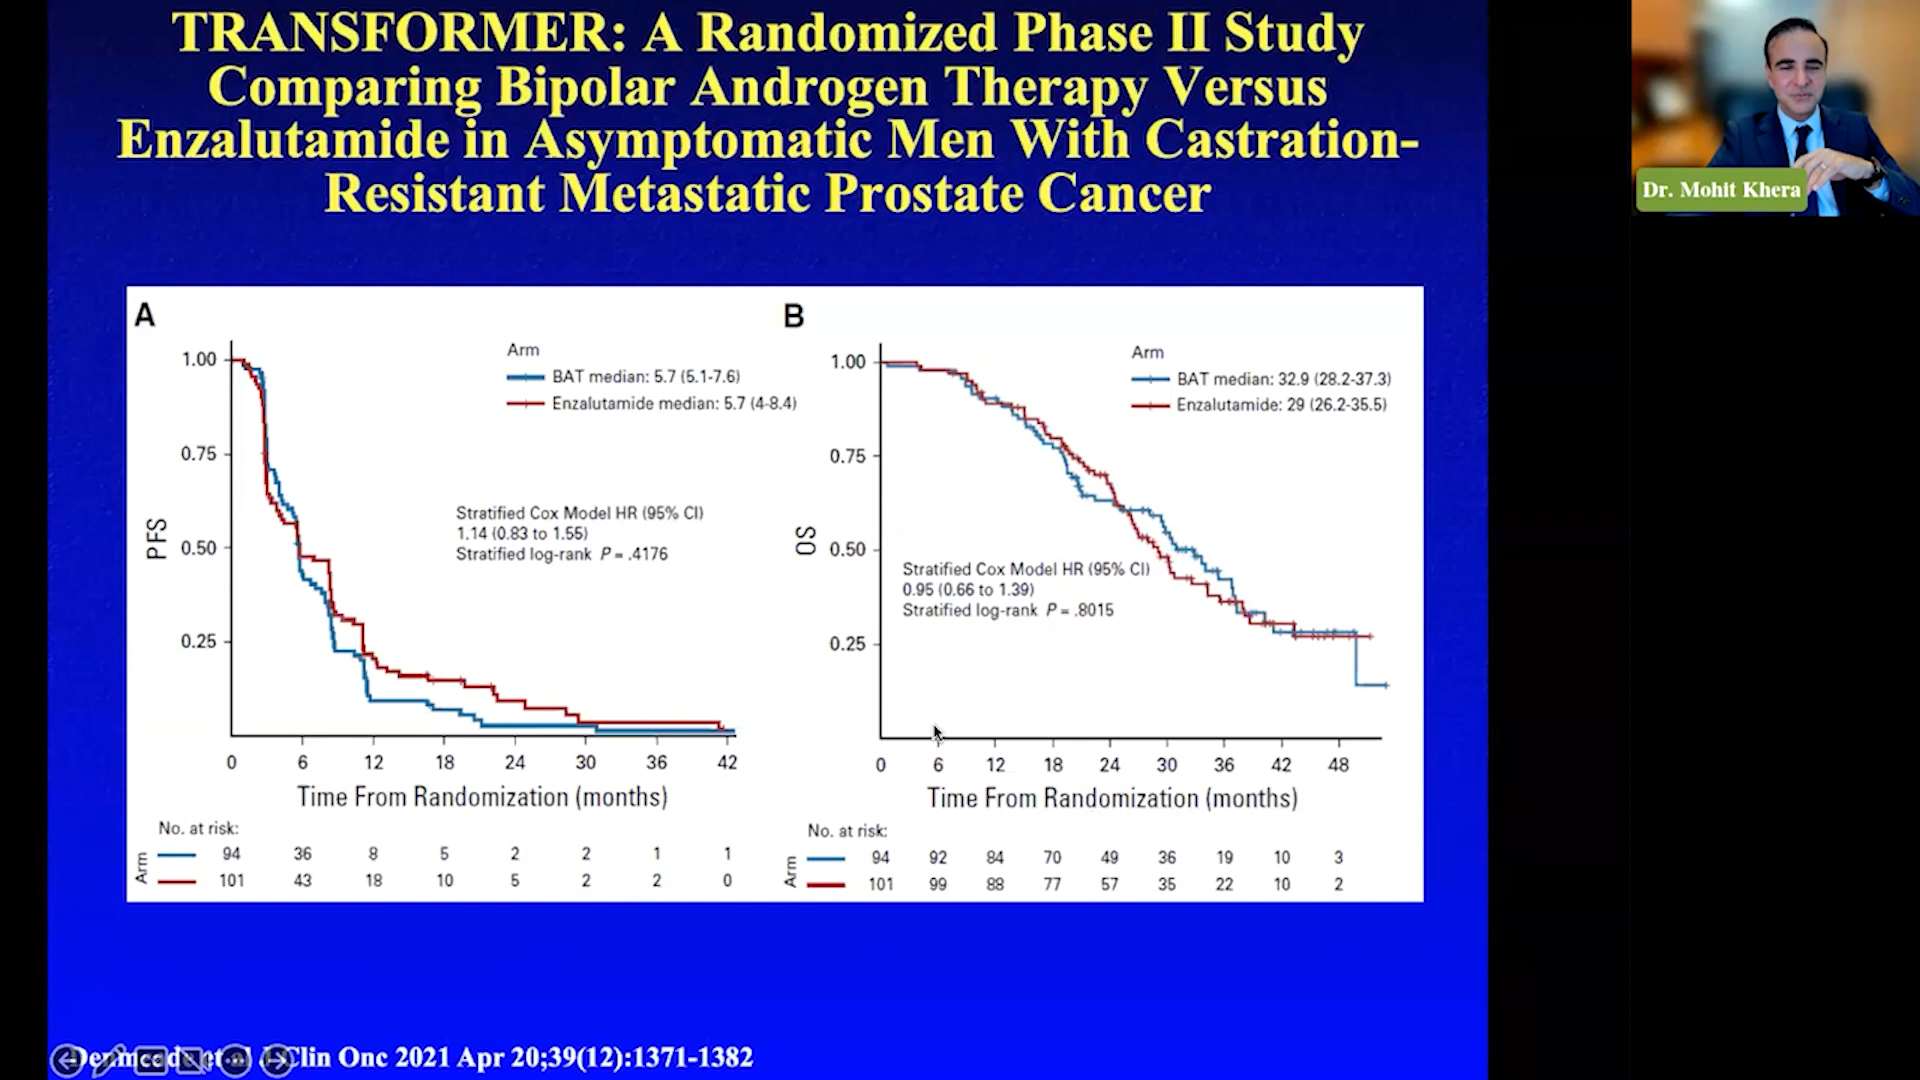 TRANSFORMER: A Randomized Phase II Study
Comparing Bipolar Androgen Therapy Versus
Enzalutamide in Asymptomatic Men With Castration-
Resistant Metastatic Prostate Cancer
Dr. Mohit Khera
A
Arm
BAT median: 5.7 (5.1-7.6)
Enzalutamide median: 5.7 (4-8.4)
1.00
0.75
0.50
0.25
PFS
Stratified Cox Model HR (95% CI)
1.14 (0.83 to 1.55)
Stratified log-rank P = .4176
0 6 12 18 24 30 36 42
Time From Randomization (months)
No. at risk:
Arm
94 36 8 5 2 2 1 1
101 43 18 10 5 2 2 0
B
Arm
BAT median: 32.9 (28.2-37.3)
Enzalutamide: 29 (26.2-35.5)
1.00
0.75
0.50
0.25
OS
Stratified Cox Model HR (95% CI)
0.95 (0.66 to 1.39)
Stratified log-rank P = .8015
0 6 12 18 24 30 36 42 48
Time From Randomization (months)
No. at risk:
Arm
94 92 84 70 49 36 19 10 3
101 99 88 77 57 35 22 10 2
et Clin Onc 2021 Apr 20;39(12):1371-1382